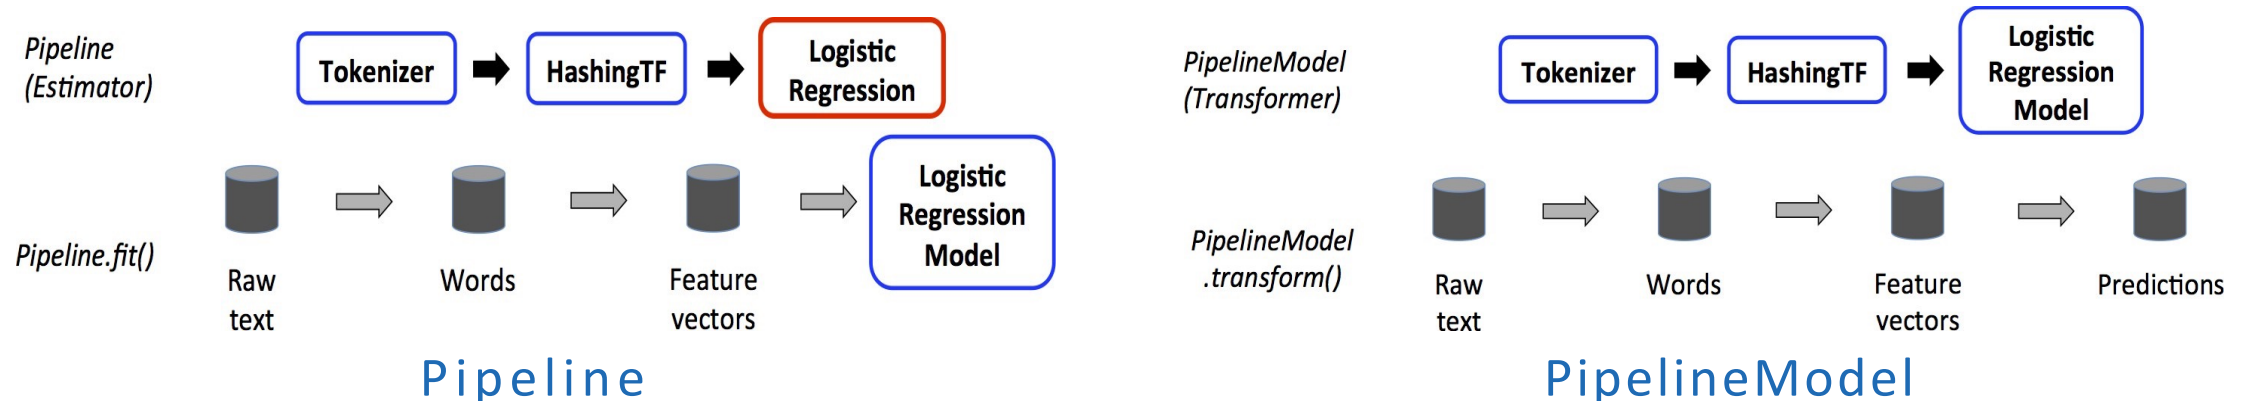 Pipeline
(Estimator)
Tokenizer
HashingTF
Logistic
Regression
Pipeline.fit()
Raw
text
Words
Feature
vectors
Logistic
Regression
Model
Pipeline
PipelineModel
(Transformer)
Tokenizer
HashingTF
Logistic
Regression
Model
PipelineModel
.transform()
Raw
text
Words
Feature
vectors
Predictions
PipelineModel